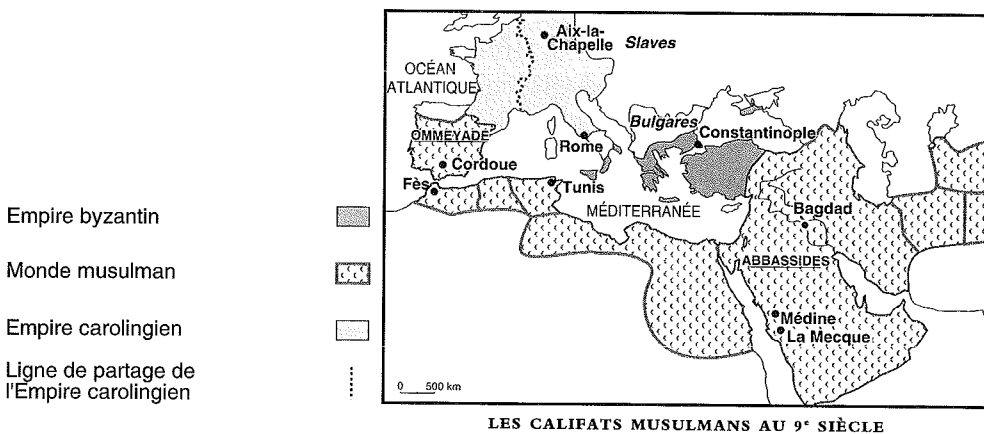 Empire byzantin
Monde musulman
Empire carolingien
Ligne de partage de
l'Empire carolingien
Aix-la-
Chapelle
Slaves
OCÉAN
ATLANTIQUE
OMMEYADE
Cordoue
Fès
Rome
Tunis
Bulgares
Constantinople
MÉDITERRANÉE
Bagdad
ABBASSIDES
Médine
La Mecque
0 500 km
LES CALIFATS MUSULMANS AU 9e SIÈCLE